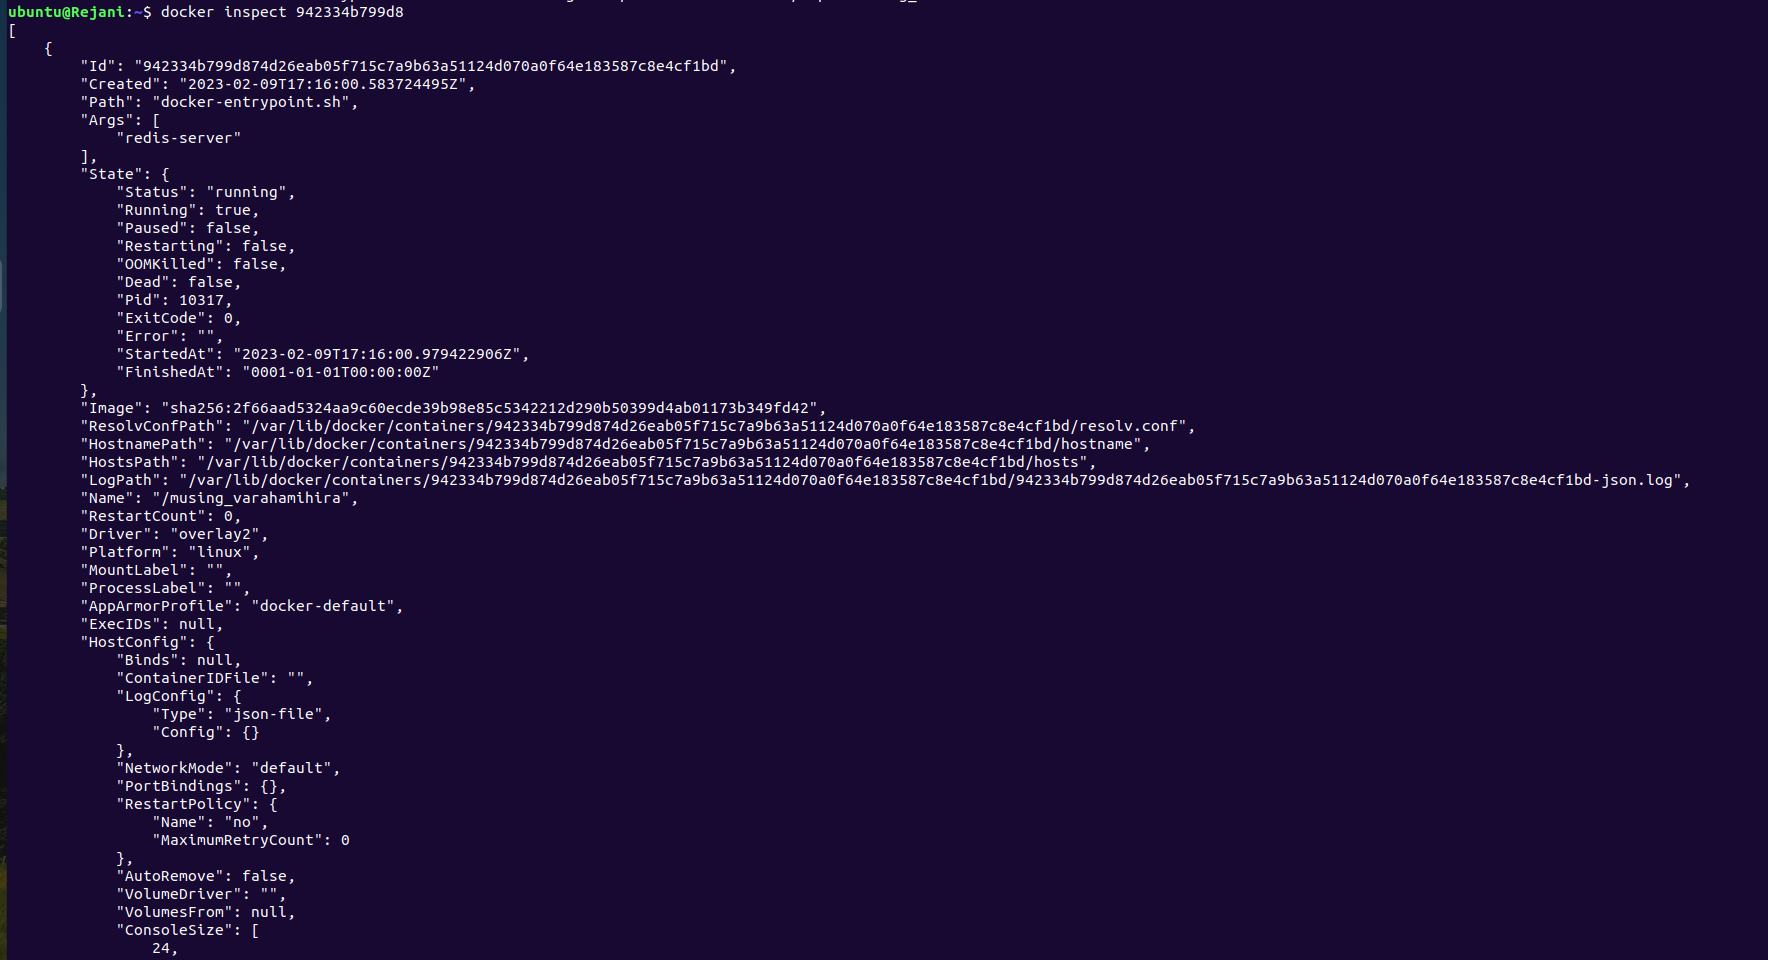 ubuntu@Rejani:~$ docker inspect 942334b799d8
[
    {
        "Id": "942334b799d874d26eab05f715c7a9b63a51124d070a0f64e183587c8e4cf1bd",
        "Created": "2023-02-09T17:16:00.583724495Z",
        "Path": "docker-entrypoint.sh",
        "Args": [
            "redis-server"
        ],
        "State": {
            "Status": "running",
            "Running": true,
            "Paused": false,
            "Restarting": false,
            "OOMKilled": false,
            "Dead": false,
            "Pid": 10317,
            "ExitCode": 0,
            "Error": "",
            "StartedAt": "2023-02-09T17:16:00.979422906Z",
            "FinishedAt": "0001-01-01T00:00:00Z"
        },
        "Image": "sha256:2f66aad5324aa9c60ecde39b98e85c5342212d290b50399d4ab01173b349fd42",
        "ResolvConfPath": "/var/lib/docker/containers/942334b799d874d26eab05f715c7a9b63a51124d070a0f64e183587c8e4cf1bd/resolv.conf",
        "HostnamePath": "/var/lib/docker/containers/942334b799d874d26eab05f715c7a9b63a51124d070a0f64e183587c8e4cf1bd/hostname",
        "HostsPath": "/var/lib/docker/containers/942334b799d874d26eab05f715c7a9b63a51124d070a0f64e183587c8e4cf1bd/hosts",
        "LogPath": "/var/lib/docker/containers/942334b799d874d26eab05f715c7a9b63a51124d070a0f64e183587c8e4cf1bd/942334b799d874d26eab05f715c7a9b63a51124d070a0f64e183587c8e4cf1bd-json.log",
        "Name": "/musing_varahamihira",
        "RestartCount": 0,
        "Driver": "overlay2",
        "Platform": "linux",
        "MountLabel": "",
        "ProcessLabel": "",
        "AppArmorProfile": "docker-default",
        "ExecIDs": null,
        "HostConfig": {
            "Binds": null,
            "ContainerIDFile": "",
            "LogConfig": {
                "Type": "json-file",
                "Config": {}
            },
            "NetworkMode": "default",
            "PortBindings": {},
            "RestartPolicy": {
                "Name": "no",
                "MaximumRetryCount": 0
            },
            "AutoRemove": false,
            "VolumeDriver": "",
            "VolumesFrom": null,
            "ConsoleSize": [
                24,